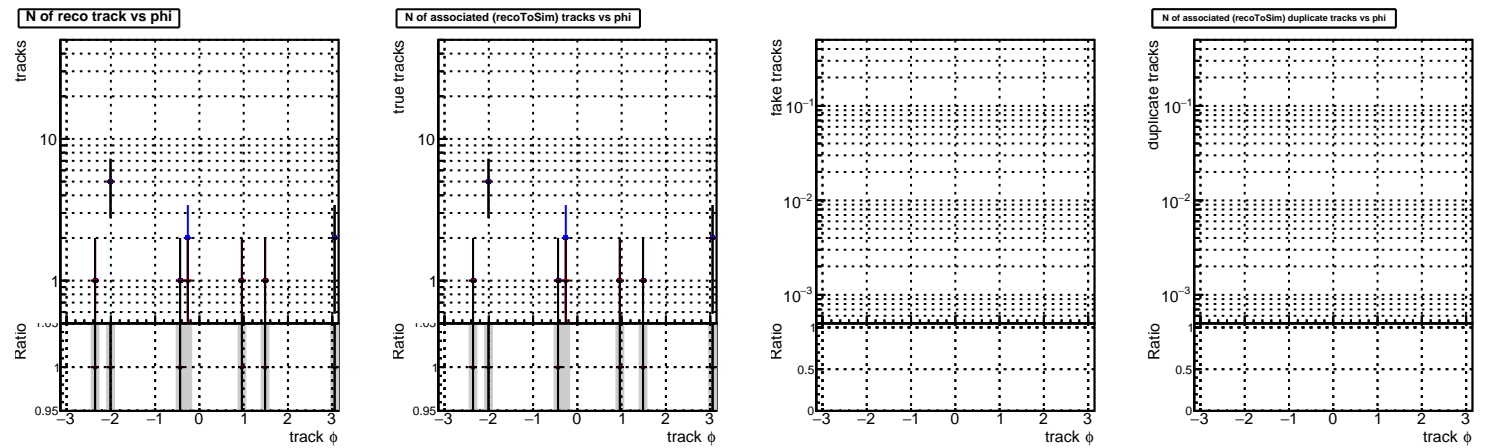 N of reco track vs phi
tracks
10
1
1.05
Ratio
1
0.95
−3 −2 −1 0 1 2 3
track ϕ
N of associated (recoToSim) tracks vs phi
true tracks
10
1
1.05
Ratio
1
0.95
−3 −2 −1 0 1 2 3
track ϕ
fake tracks
10−1
10−2
10−3
Ratio
1
0.5
0
−3 −2 −1 0 1 2 3
track ϕ
N of associated (recoToSim) duplicate tracks vs phi
duplicate tracks
10−1
10−2
10−3
Ratio
1
0.5
0
−3 −2 −1 0 1 2 3
track ϕ